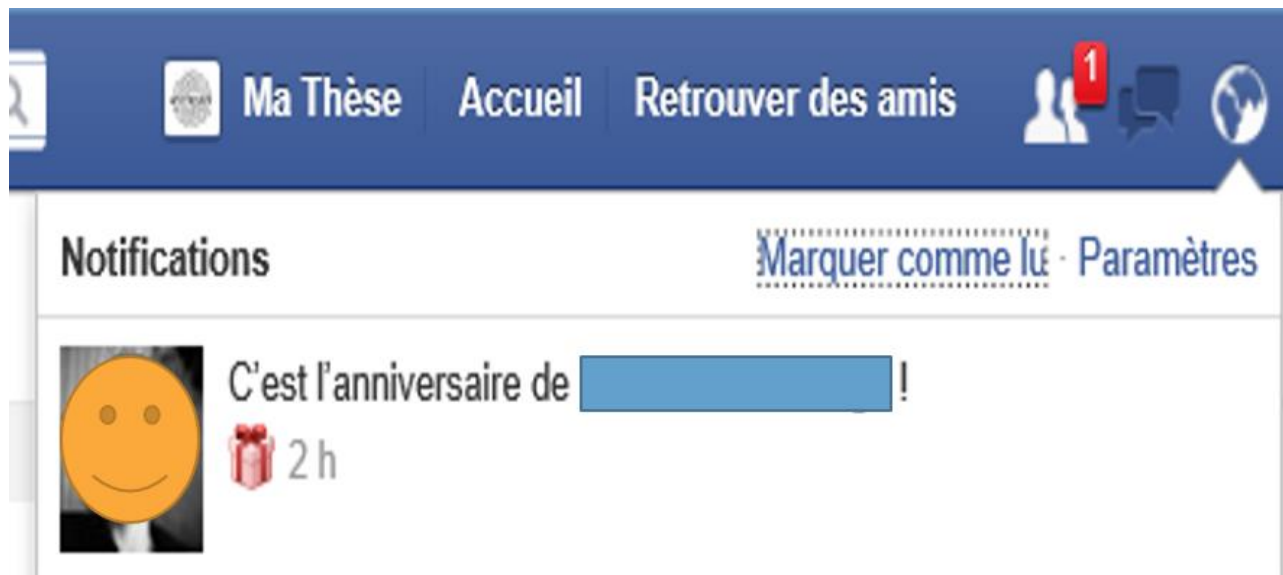 Ma Thèse Accueil Retrouver des amis 1
Notifications Marquer comme lu · Paramètres
C'est l'anniversaire de !
2 h